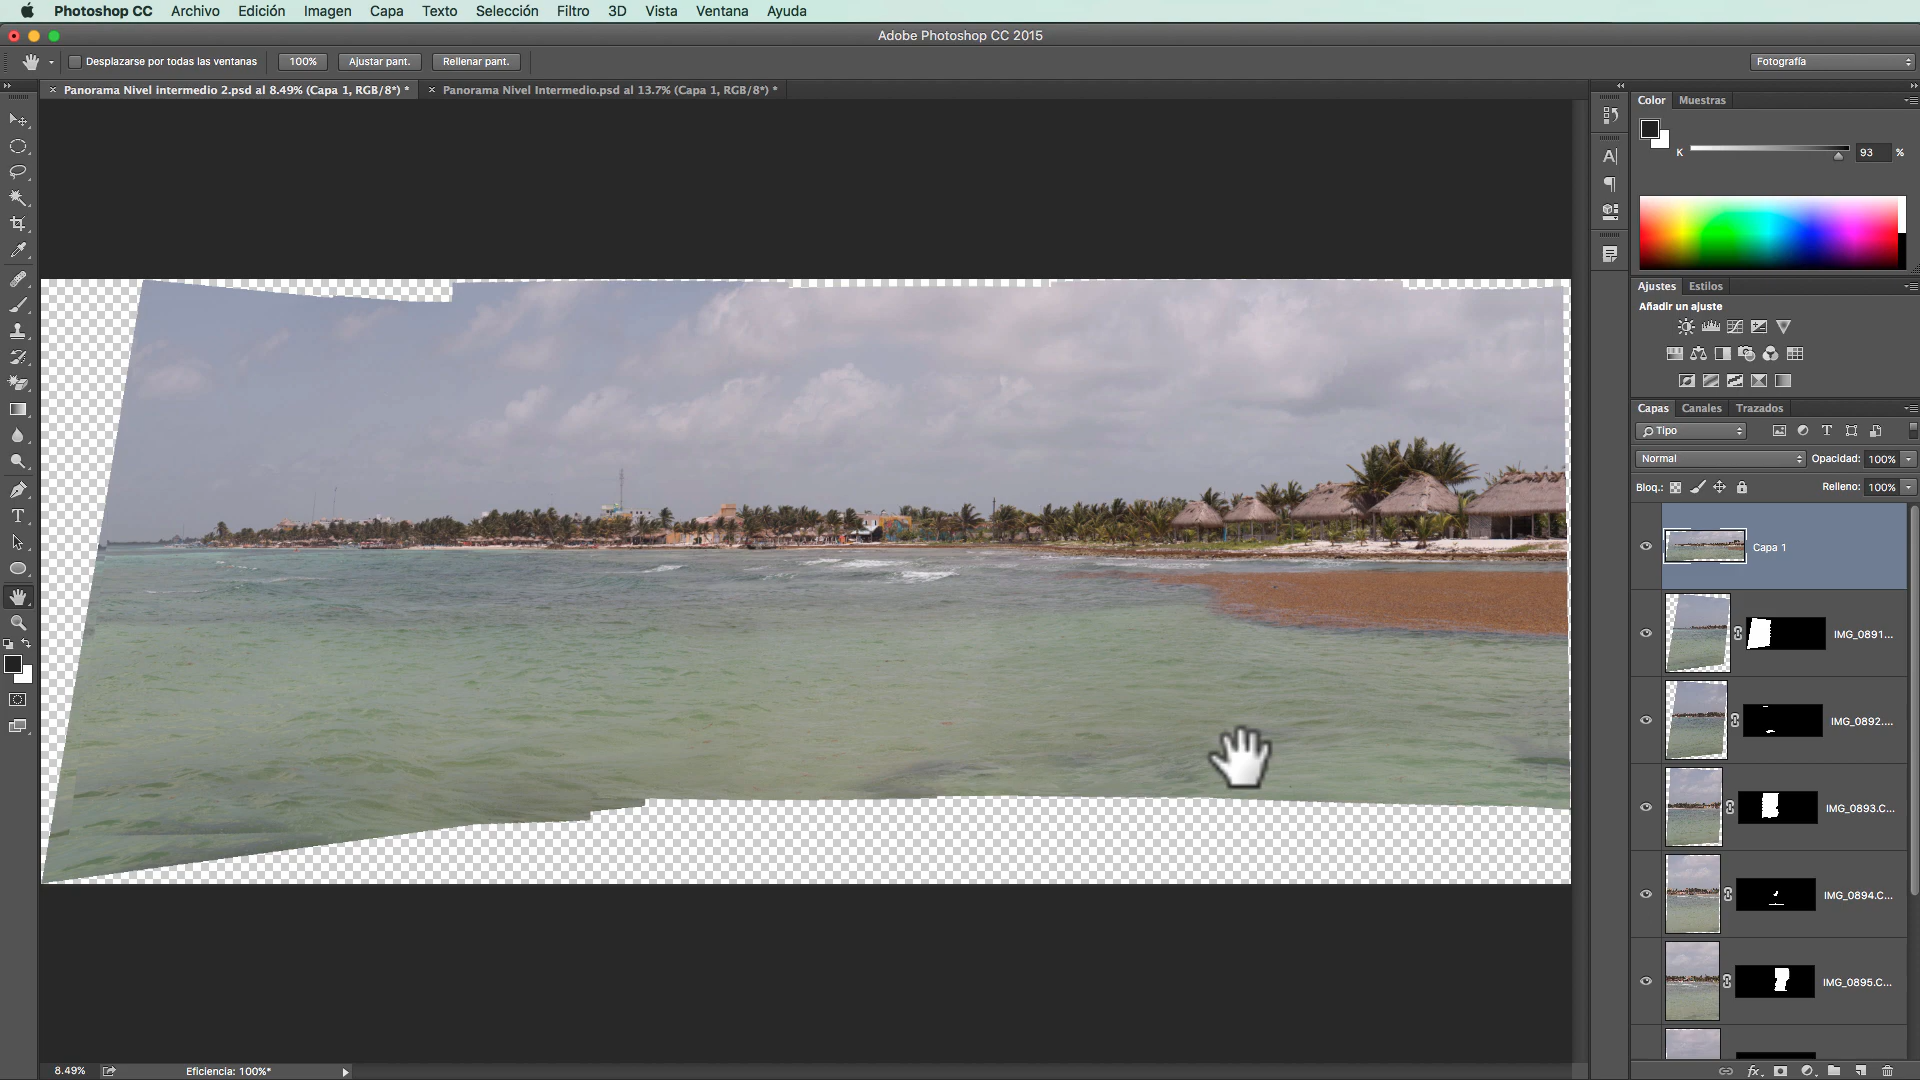 Photoshop CC Archivo Edición Imagen Capa Texto Selección Filtro 3D Vista Ventana Ayuda
Adobe Photoshop CC 2015
Desplazarse por todas las ventanas 100% Ajustar pant. Rellenar pant. Fotografía
Panorama Nivel intermedio 2.psd al 8.49% (Capa 1, RGB/8*) * Panorama Nivel Intermedio.psd al 13.7% (Capa 1, RGB/8*) *
Color Muestras
K 93 %
Ajustes Estilos
Añadir un ajuste
Capas Canales Trazados
Tipo
Normal Opacidad: 100%
Bloq.: Relleno: 100%
Capa 1
IMG_0891...
IMG_0892....
IMG_0893.C...
IMG_0894.C...
IMG_0895.C...
8.49% Eficiencia: 100%*